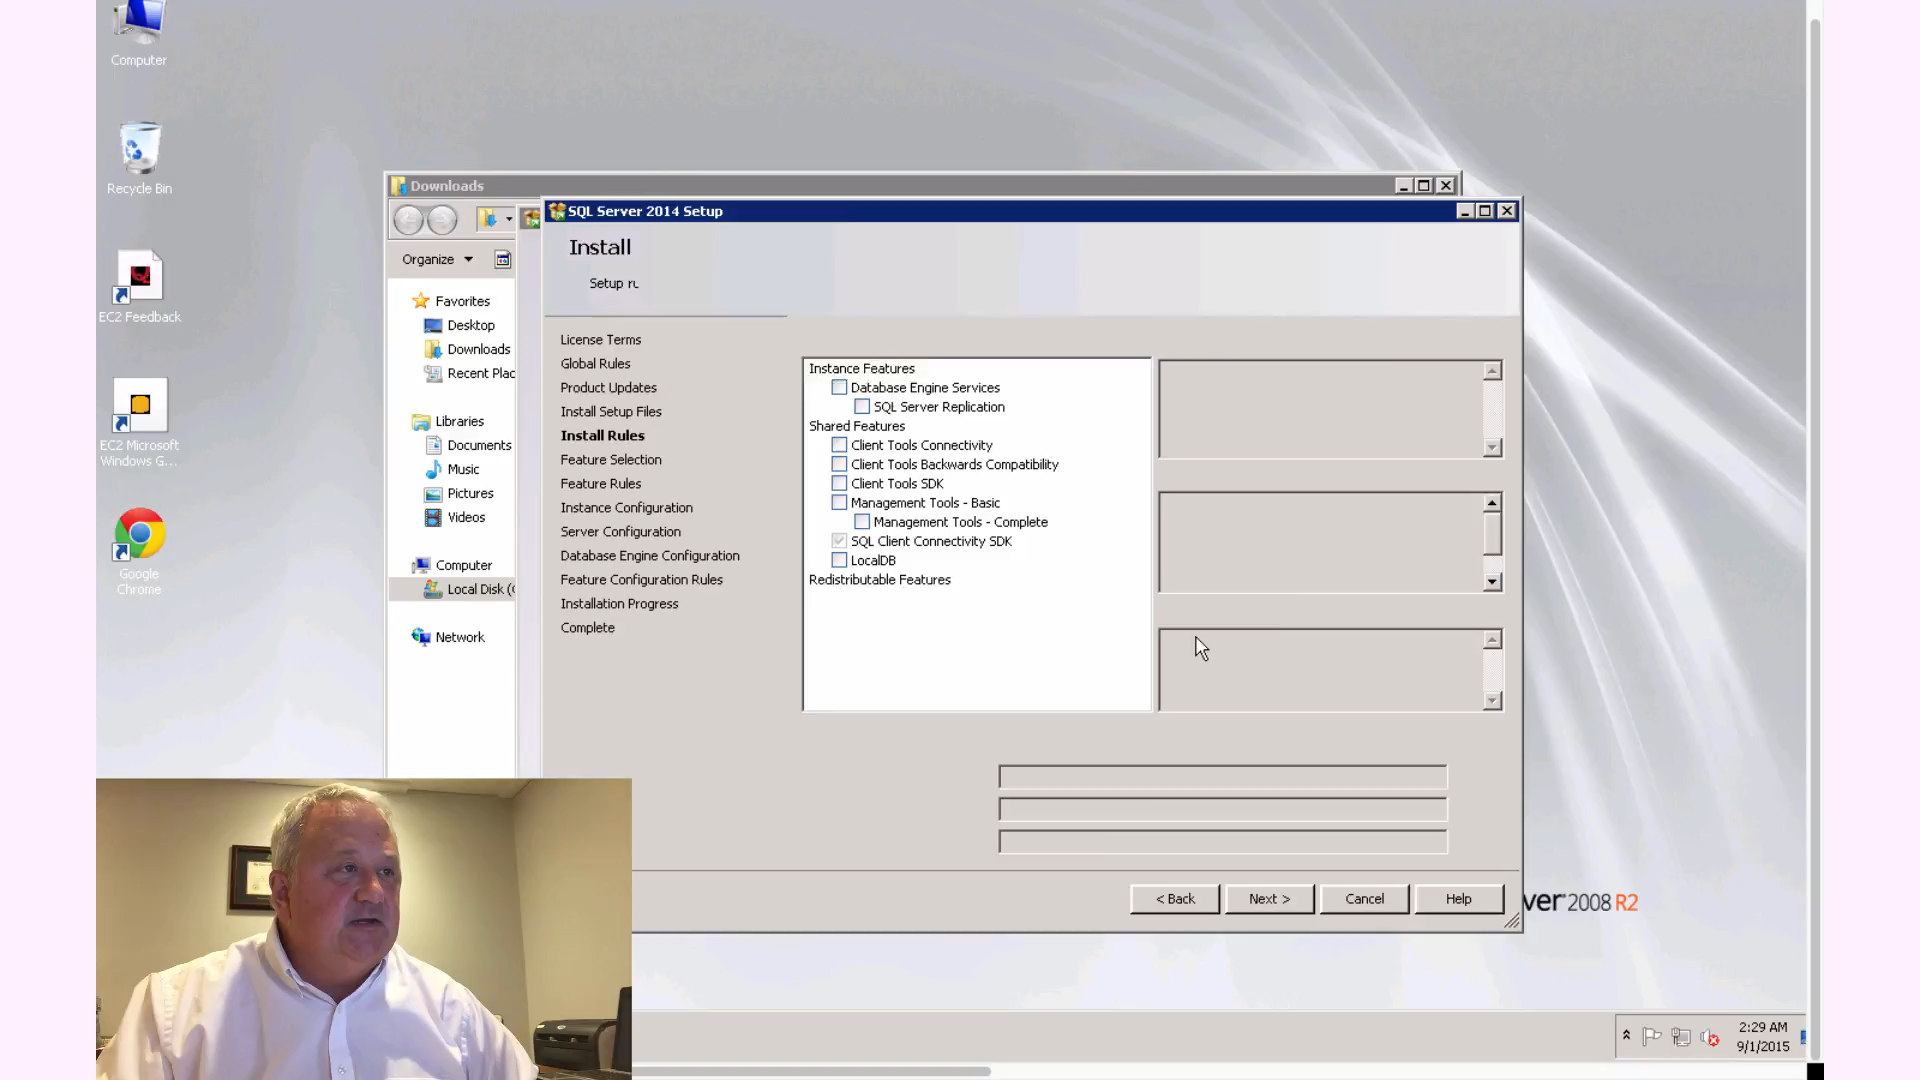 Computer
Recycle Bin
EC2 Feedback
EC2 Microsoft
Windows G...
Google
Chrome
Downloads
Organize
Favorites
Desktop
Downloads
Recent Plac
Libraries
Documents
Music
Pictures
Videos
Computer
Local Disk (
Network
SQL Server 2014 Setup
Install
Setup ru
License Terms
Global Rules
Product Updates
Install Setup Files
Install Rules
Feature Selection
Feature Rules
Instance Configuration
Server Configuration
Database Engine Configuration
Feature Configuration Rules
Installation Progress
Complete
Instance Features
Database Engine Services
SQL Server Replication
Shared Features
Client Tools Connectivity
Client Tools Backwards Compatibility
Client Tools SDK
Management Tools - Basic
Management Tools - Complete
SQL Client Connectivity SDK
LocalDB
Redistributable Features
< Back
Next >
Cancel
Help
ver 2008 R2
2:29 AM
9/1/2015